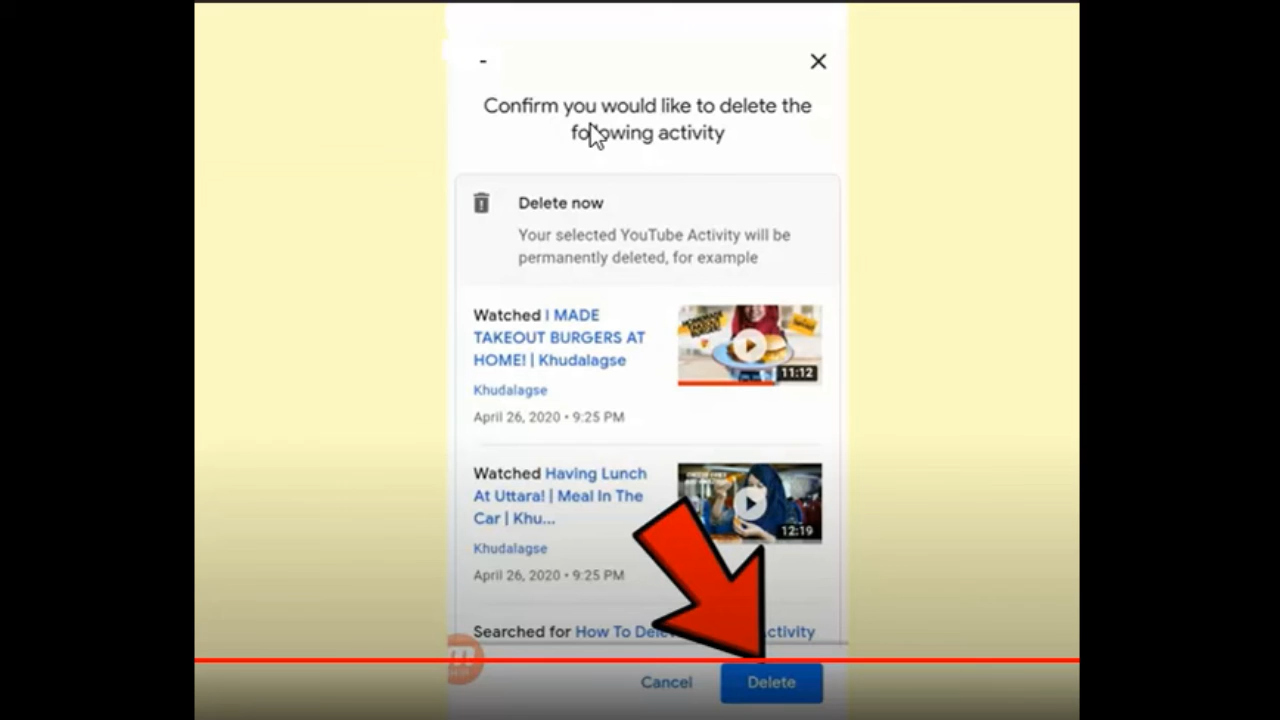 Confirm you would like to delete the
following activity
Delete now
Your selected YouTube Activity will be
permanently deleted, for example
Watched I MADE
TAKEOUT BURGERS AT
HOME! | Khudalagse
11:12
Khudalagse
April 26, 2020 • 9:25 PM
Watched Having Lunch
At Uttara! | Meal In The
Car | Khu...
12:19
Khudalagse
April 26, 2020 • 9:25 PM
Searched for How To
Cancel
Delete